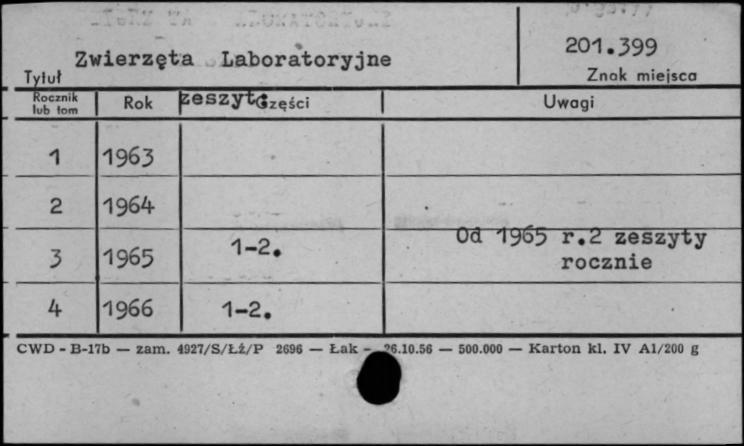 Zwierzęta Laboratoryjne
Tytuł
201.399
Znak miejsca
Rocznik lub tom | Rok | zeszyty Części | Uwagi
1 | 1963
2 | 1964
3 | 1965 | 1-2. | Od 1965 r.2 zeszyty rocznie
4 | 1966 | 1-2.
CWD - B-17b — zam. 4927/S/Łź/P 2696 — Łak - 26.10.56 — 500.000 — Karton kl. IV A1/200 g